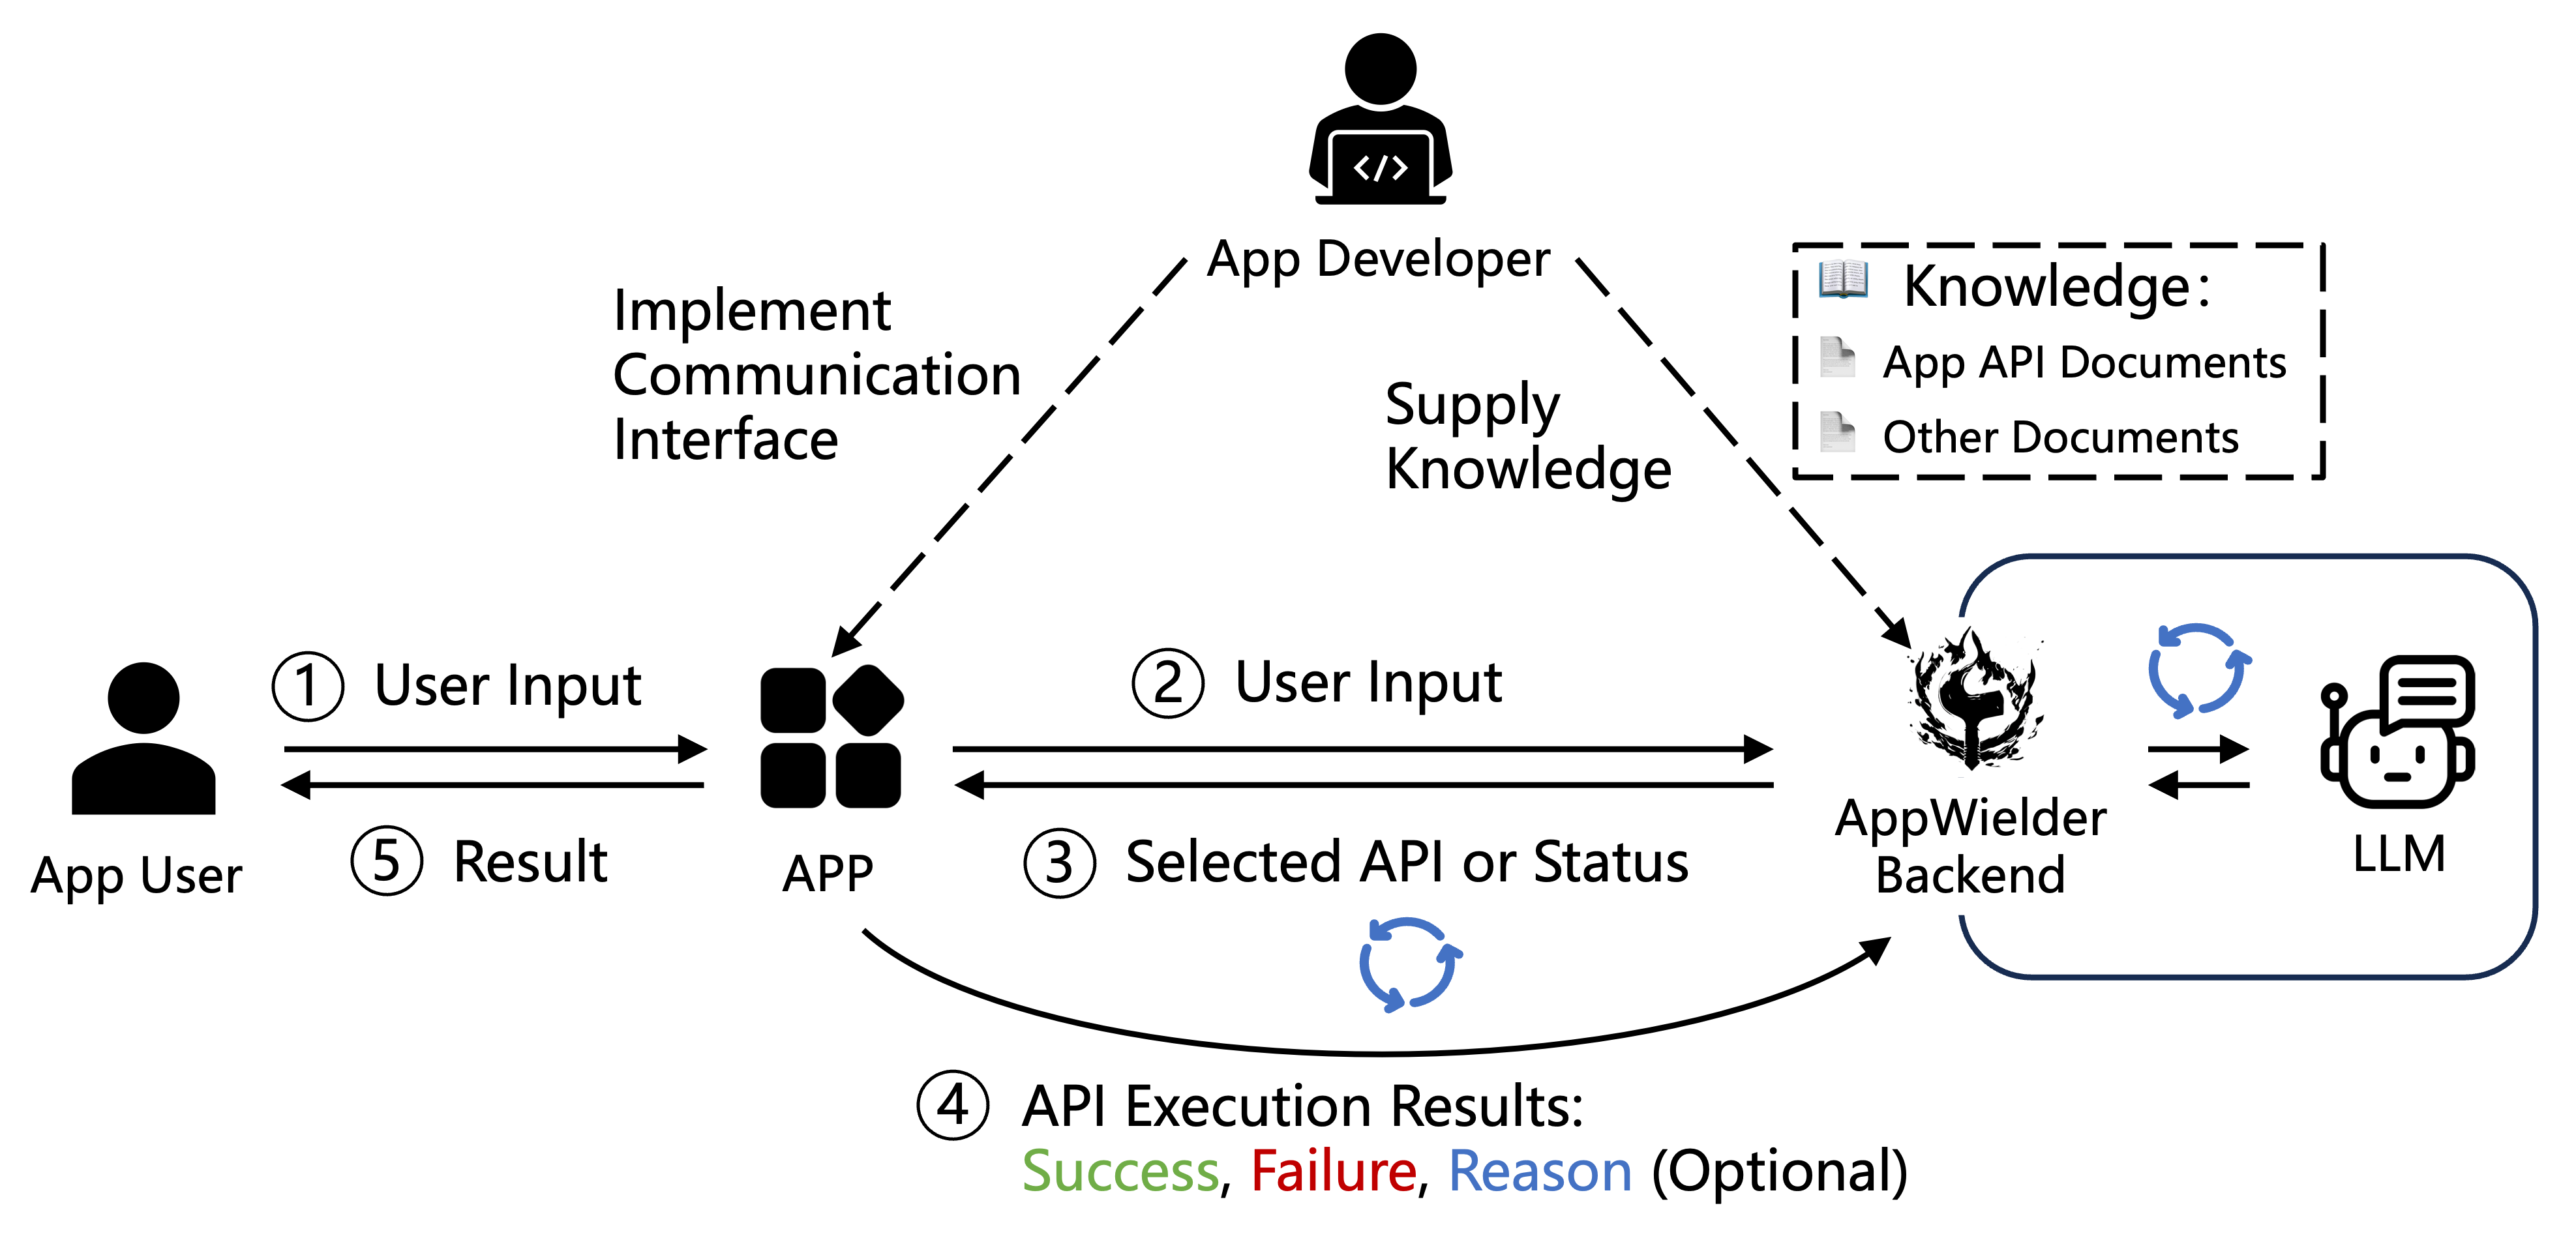 </>
App Developer
Implement
Communication
Interface
Supply
Knowledge
Knowledge:
App API Documents
Other Documents
① User Input
② User Input
App User
⑤ Result
APP
③ Selected API or Status
AppWielder
Backend
LLM
④ API Execution Results:
Success, Failure, Reason (Optional)